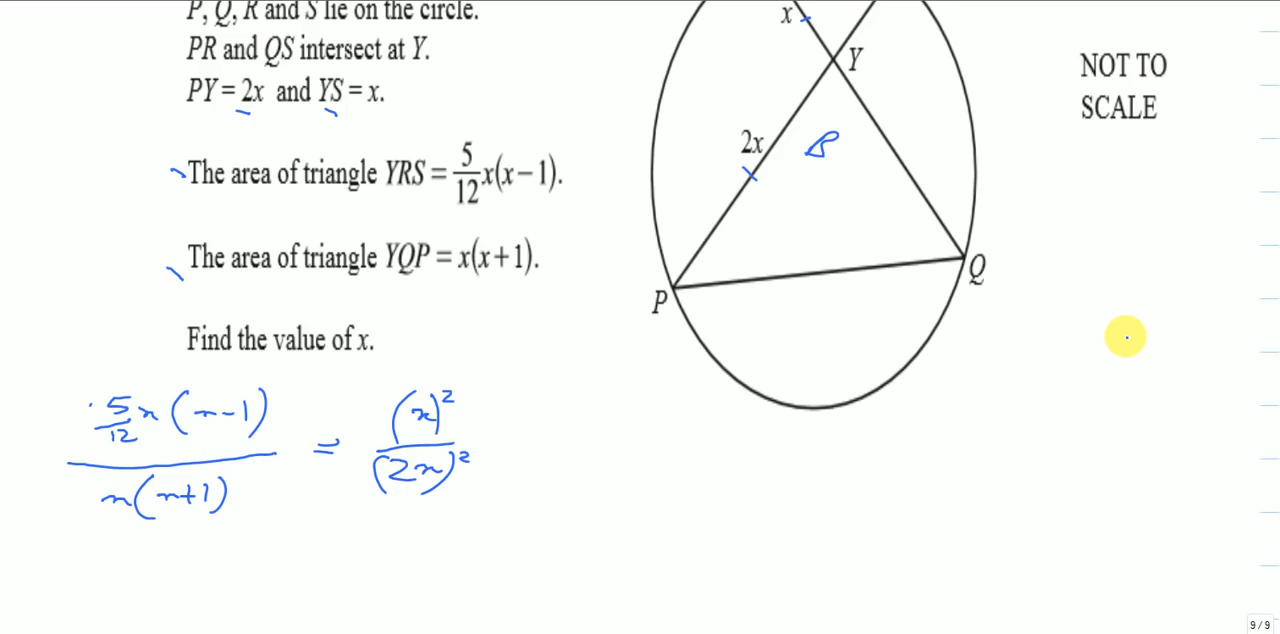 P, Q, R and S lie on the circle.
PR and QS intersect at Y.
PY = 2x and YS = x.
The area of triangle YRS = 5/12 x(x − 1).
The area of triangle YQP = x(x + 1).
Find the value of x.
x
Y
2x
P
Q
NOT TO
SCALE
5/12 x (x − 1) / x(x+1) = (x)² / (2x)²
9 / 9